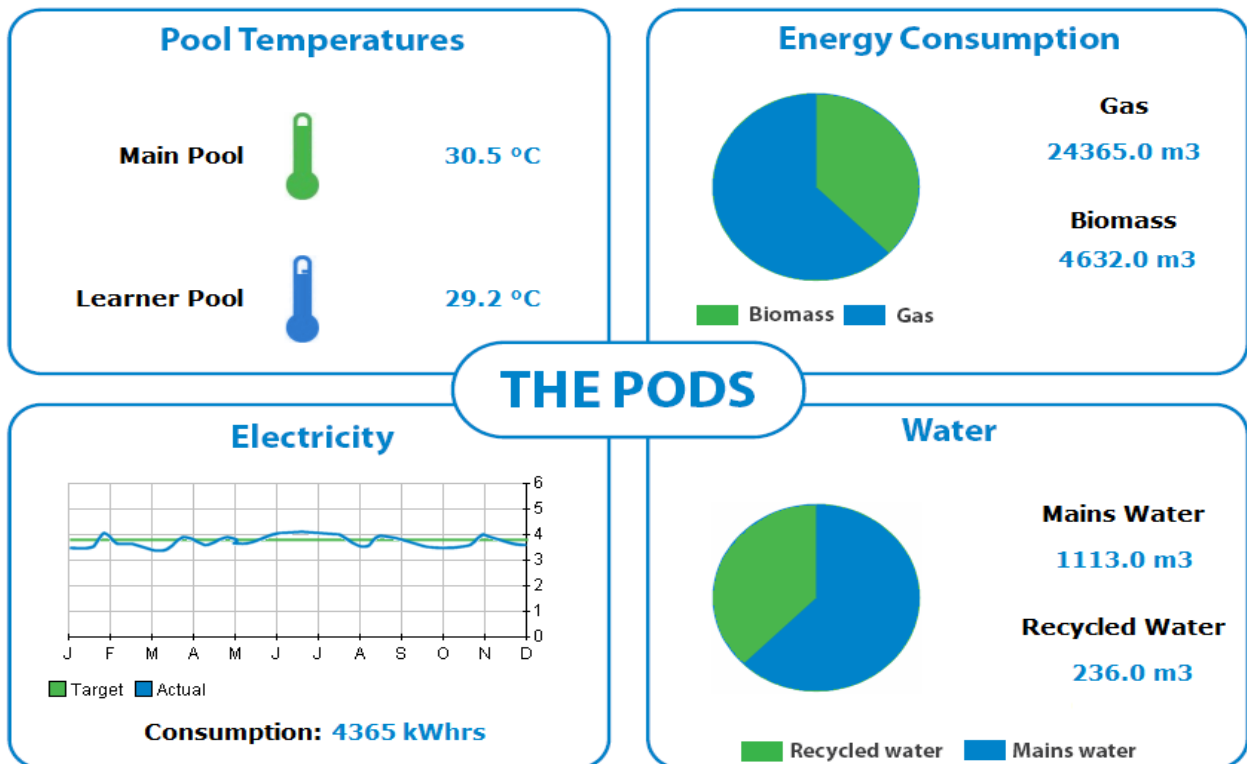 Pool Temperatures
Main Pool 30.5 ºC
Learner Pool 29.2 ºC
Energy Consumption
Gas
24365.0 m3
Biomass
4632.0 m3
Biomass Gas
THE PODS
Electricity
6
5
4
3
2
1
0
J F M A M J J A S O N D
Target Actual
Consumption: 4365 kWhrs
Water
Mains Water
1113.0 m3
Recycled Water
236.0 m3
Recycled water Mains water